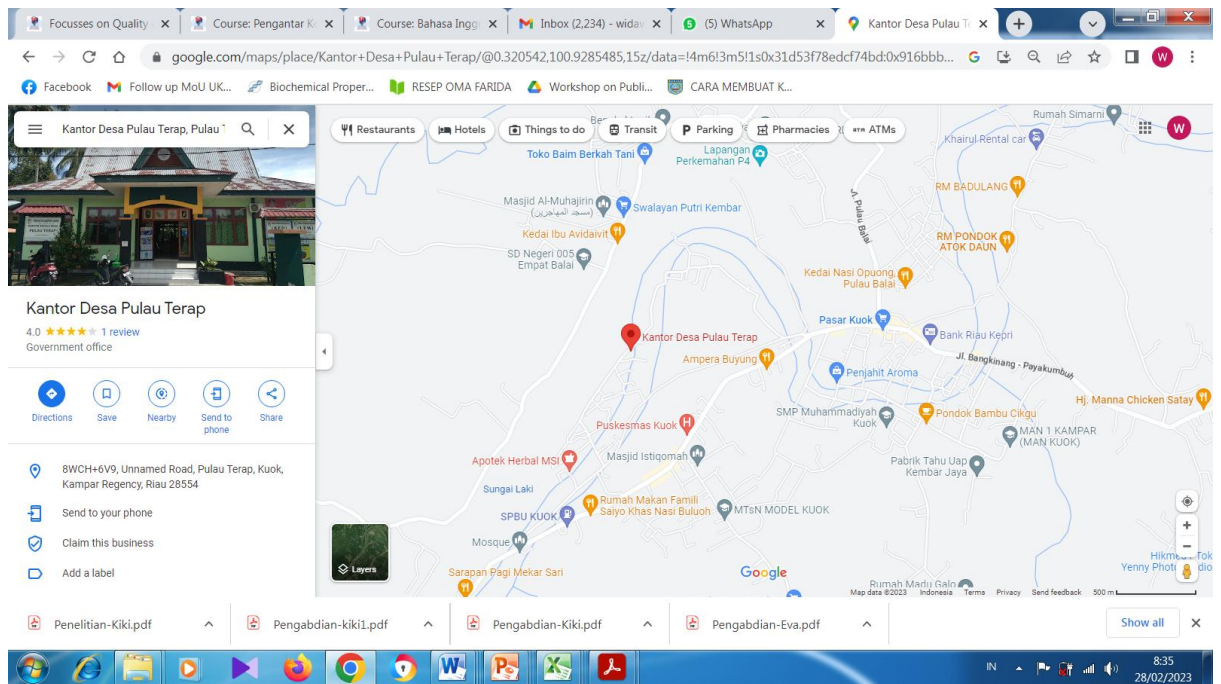 Focusses on Quality
Course: Pengantar K
Course: Bahasa Ingg
Inbox (2,234) - widav
(5) WhatsApp
Kantor Desa Pulau T
google.com/maps/place/Kantor+Desa+Pulau+Terap/@0.320542,100.9285485,15z/data=!4m6!3m5!1s0x31d53f78edcf74bd:0x916bbb...
W
Facebook
Follow up MoU UK...
Biochemical Proper...
RESEP OMA FARIDA
Workshop on Publi...
CARA MEMBUAT K...
Kantor Desa Pulau Terap, Pulau
Restaurants
Hotels
Things to do
Transit
Parking
Pharmacies
ATMs
W
Kantor Desa Pulau Terap
4.0
1 review
Government office
Directions
Save
Nearby
Send to
phone
Share
8WCH+6V9, Unnamed Road, Pulau Terap, Kuok,
Kampar Regency, Riau 28554
Send to your phone
Claim this business
Add a label
Rumah Simarni
Khairul Rental car
Toko Baim Berkah Tani
Lapangan
Perkemahan P4
RM BADULANG
Masjid Al-Muhajirin
(مسجد المهاجرين)
Swalayan Putri Kembar
Jl. Pulau Balai
Kedai Ibu Avidavit
RM PONDOK
ATOK DAUN
SD Negeri 005
Empat Balai
Kedai Nasi Opuong,
Pulau Balai
Pasar Kuok
Bank Riau Kepri
Kantor Desa Pulau Terap
Ampera Buyung
Jl. Bangkinang - Payakumbuh
Penjahit Aroma
Hj. Manna Chicken Satay
SMP Muhammadiyah
Kuok
Pondok Bambu Cikgu
Puskesmas Kuok
MAN 1 KAMPAR
(MAN KUOK)
Apotek Herbal MSI
Masjid Istiqomah
Pabrik Tahu Uap
Kembar Jaya
Sungai Laki
Rumah Makan Famili
Saiyo Khas Nasi Buluoh
MTsN MODEL KUOK
SPBU KUOK
Mosque
Layers
Sarapan Pagi Mekar Sari
Google
Rumah Madu Galo
Yenny Photo
Map data ©2023
Indonesia
Terms
Privacy
Send feedback
500 m
Penelitian-Kiki.pdf
Pengabdian-kiki1.pdf
Pengabdian-Kiki.pdf
Pengabdian-Eva.pdf
Show all
IN
8:35
28/02/2023